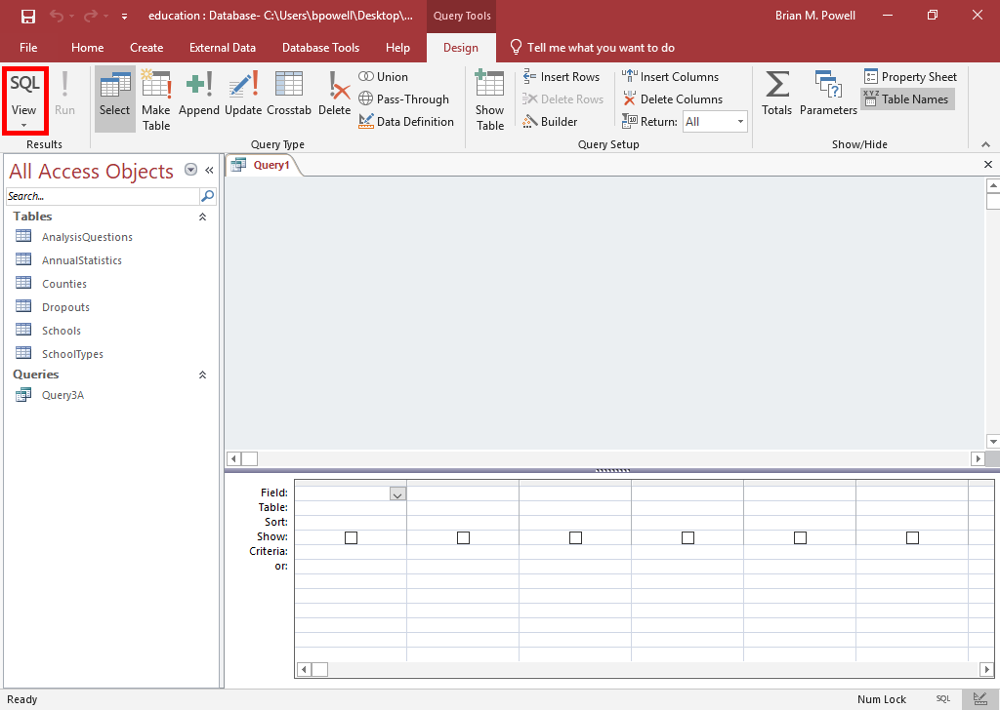 education : Database- C:\Users\bpowell\Desktop\...
Query Tools
Brian M. Powell
File
Home
Create
External Data
Database Tools
Help
Design
Tell me what you want to do
SQL
View
Run
Results
Select
Make
Table
Append
Update
Crosstab
Delete
Union
Pass-Through
Data Definition
Query Type
Show
Table
Insert Rows
Delete Rows
Builder
Insert Columns
Delete Columns
Return: All
Query Setup
Totals
Parameters
Property Sheet
XYZ
Table Names
Show/Hide
All Access Objects
Search...
Tables
AnalysisQuestions
AnnualStatistics
Counties
Dropouts
Schools
SchoolTypes
Queries
Query3A
Query1
Field:
Table:
Sort:
Show:
Criteria:
or:
Ready
Num Lock
SQL